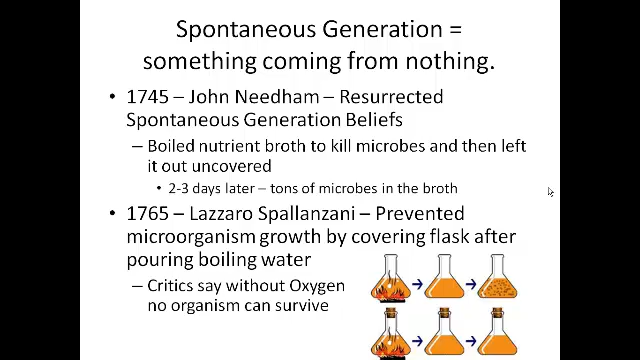 Spontaneous Generation =
something coming from nothing.
• 1745 – John Needham – Resurrected
Spontaneous Generation Beliefs
– Boiled nutrient broth to kill microbes and then left
it out uncovered
• 2-3 days later – tons of microbes in the broth
• 1765 – Lazzaro Spallanzani – Prevented
microorganism growth by covering flask after
pouring boiling water
– Critics say without Oxygen
no organism can survive